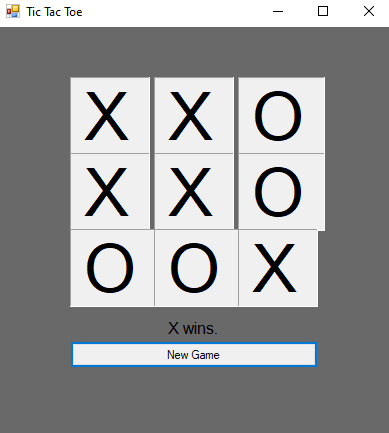 Tic Tac Toe
X X O
X X O
O O X
X wins.
New Game